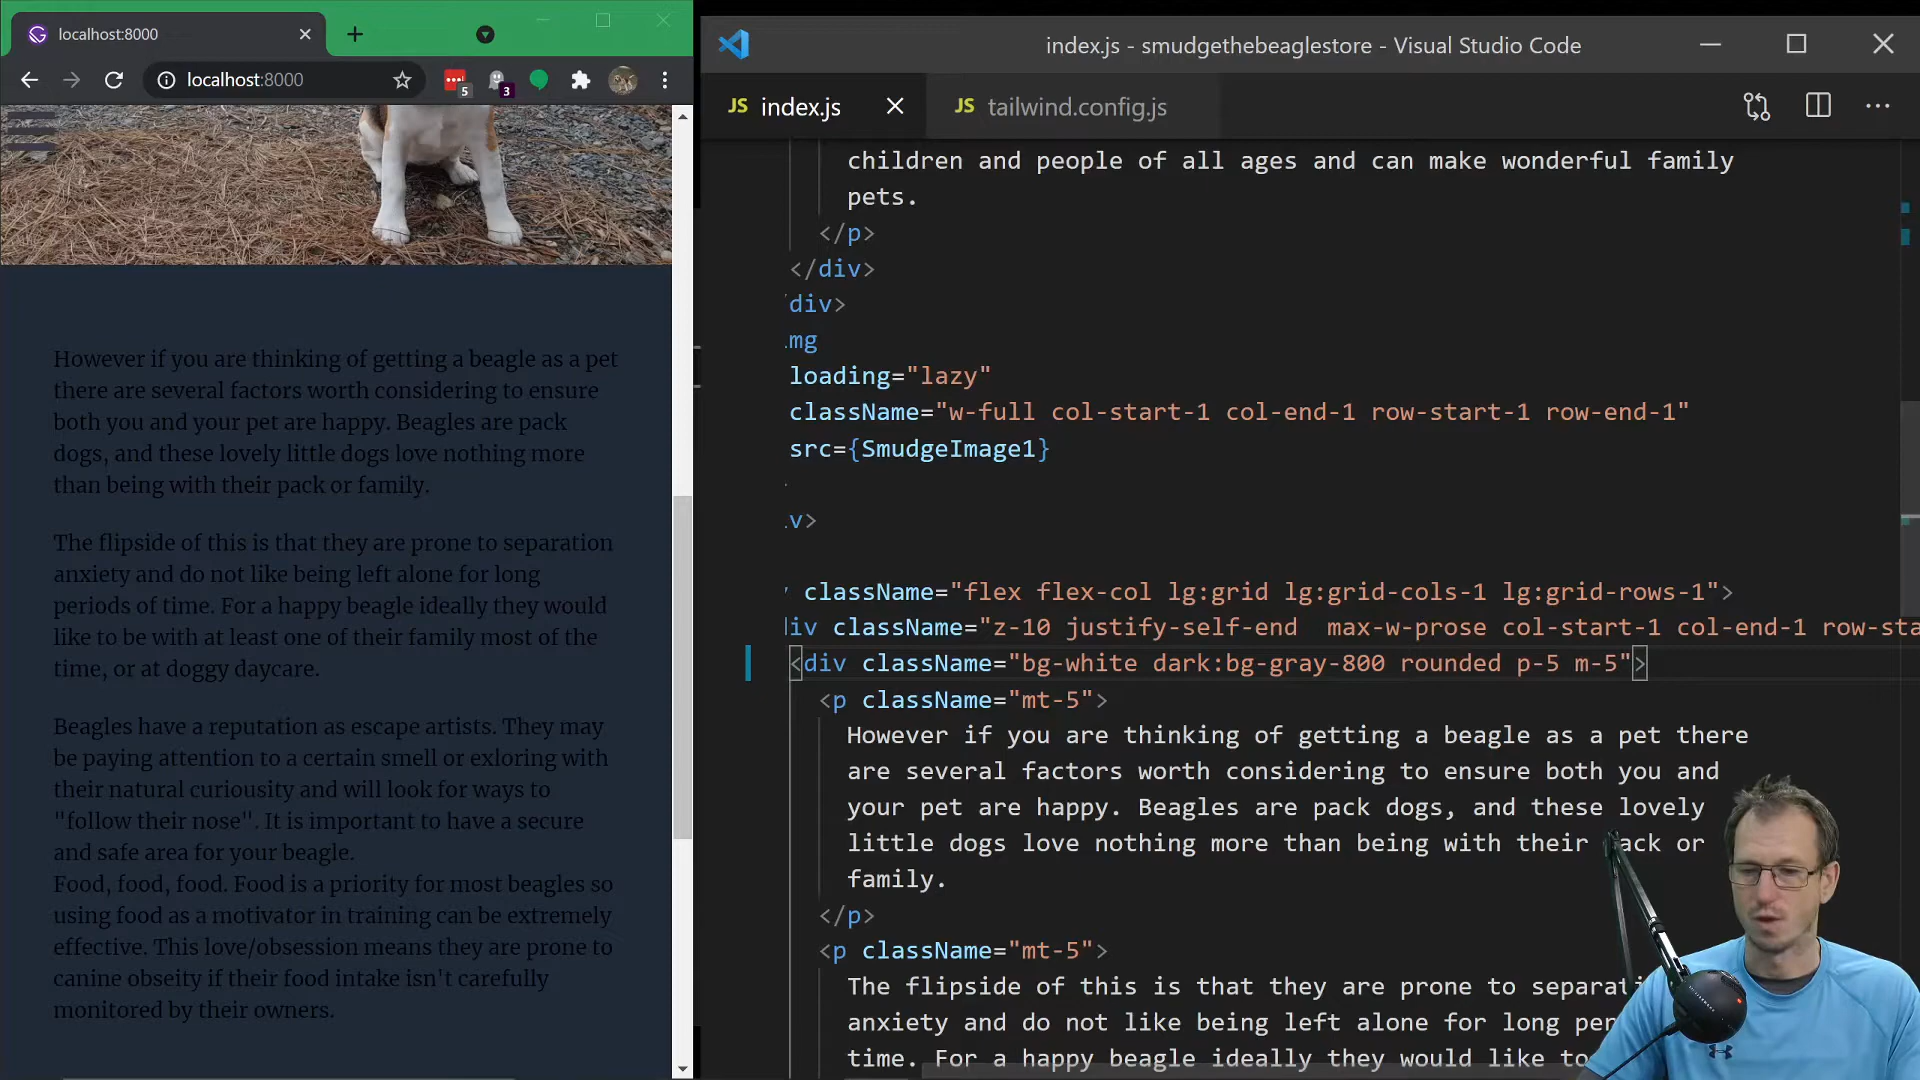 localhost:8000
localhost:8000
5
3
However if you are thinking of getting a beagle as a pet
there are several factors worth considering to ensure
both you and your pet are happy. Beagles are pack
dogs, and these lovely little dogs love nothing more
than being with their pack or family.
The flipside of this is that they are prone to separation
anxiety and do not like being left alone for long
periods of time. For a happy beagle ideally they would
like to be with at least one of their family most of the
time, or at doggy daycare.
Beagles have a reputation as escape artists. They may
be paying attention to a certain smell or exloring with
their natural curiousity and will look for ways to
"follow their nose". It is important to have a secure
and safe area for your beagle.
Food, food, food. Food is a priority for most beagles so
using food as a motivator in training can be extremely
effective. This love/obsession means they are prone to
canine obseity if their food intake isn't carefully
monitored by their owners.
index.js - smudgethebeaglestore - Visual Studio Code
JS index.js
JS tailwind.config.js
children and people of all ages and can make wonderful family
pets.
</p>
</div>
div>
mg
loading="lazy"
className="w-full col-start-1 col-end-1 row-start-1 row-end-1"
src={SmudgeImage1}
v>
className="flex flex-col lg:grid lg:grid-cols-1 lg:grid-rows-1">
div className="z-10 justify-self-end  max-w-prose col-start-1 col-end-1 row-sta
<div className="bg-white dark:bg-gray-800 rounded p-5 m-5">
<p className="mt-5">
However if you are thinking of getting a beagle as a pet there
are several factors worth considering to ensure both you and
your pet are happy. Beagles are pack dogs, and these lovely
little dogs love nothing more than being with their pack or
family.
</p>
<p className="mt-5">
The flipside of this is that they are prone to separati
anxiety and do not like being left alone for long per
time. For a happy beagle ideally they would like to